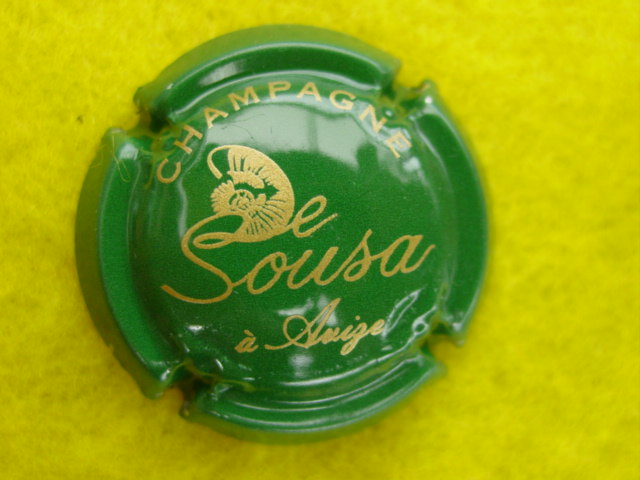 CHAMPAGNE
De
Sousa
à Avize